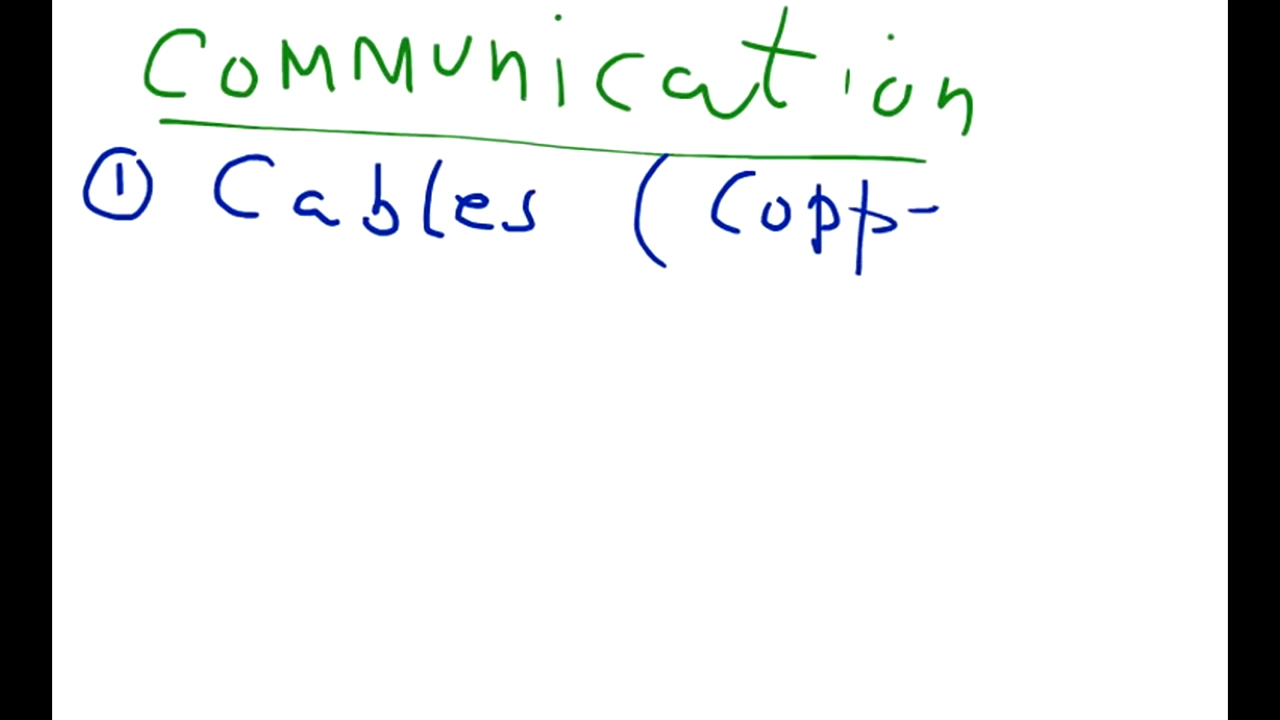 Communication
① Cables (Copp-